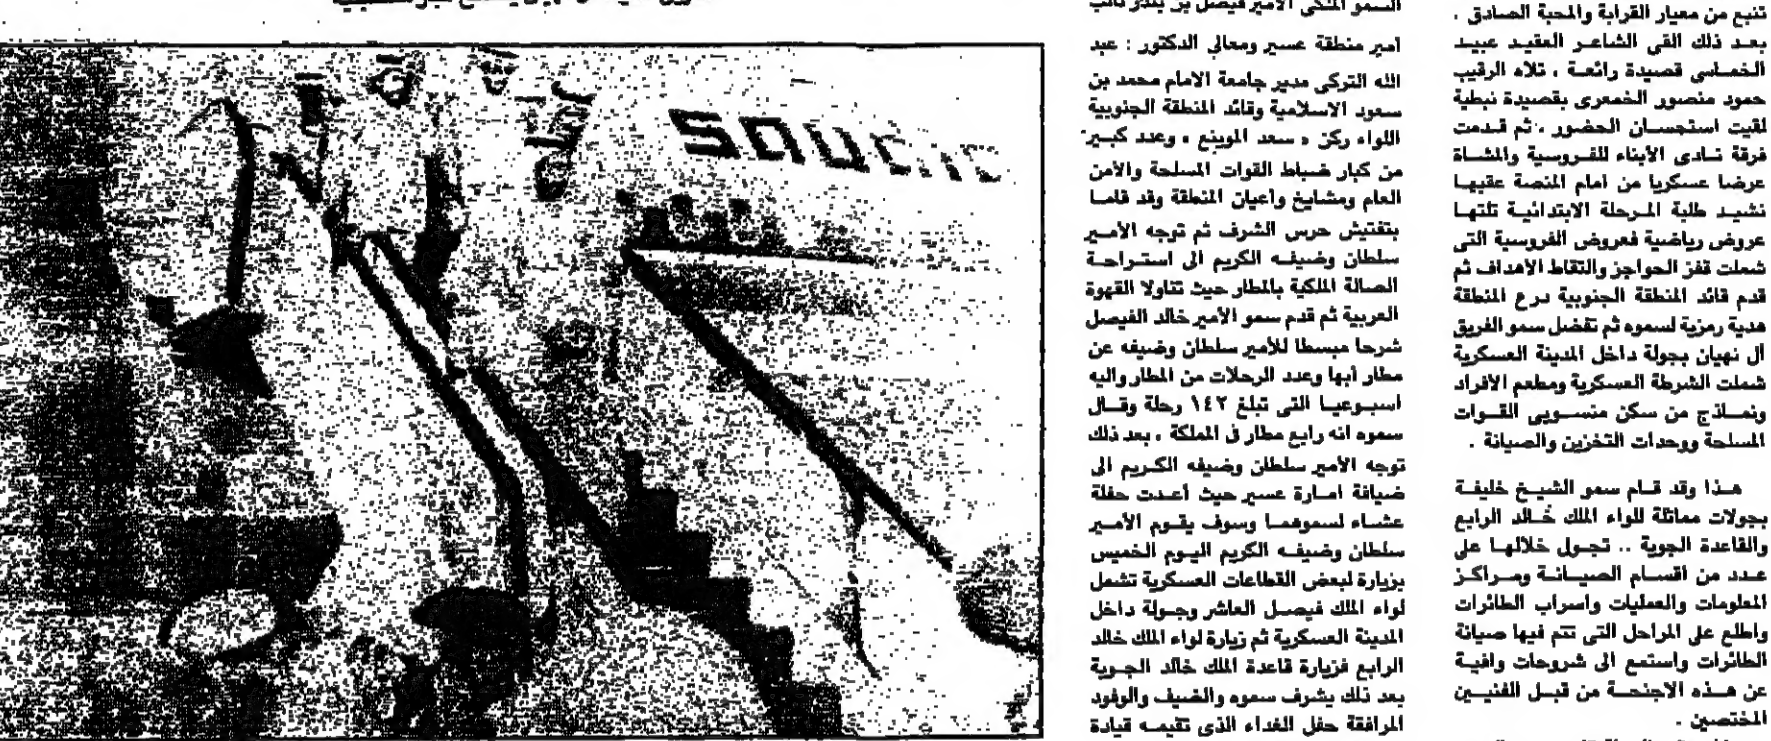 تنبع من معيار القرابة والمحبة الصادق .
بعد ذلك القى الشاعر العقيد عبيد
الخماسى قصيدة رائعة ، تلاه الرقيب
حمود منصور الخمعرى بقصيدة نبطية
لقيت استحسان الحضور ، ثم قدمت
فرقة نادى الأبناء للفروسية والمشاة
عرضا عسكريا من امام المنصة عقبها
نشيد طلبة المرحلة الابتدائية تلتها
عروض رياضية فعروض الفروسية التى
شملت قفز الحواجز والتقاط الأهداف ثم
قدم قائد المنطقة الجنوبية درع المنطقة
هدية رمزية لسموه ثم تفضل سمو الفريق
آل نهيان بجولة داخل المدينة العسكرية
شملت الشرطة العسكرية ومطعم الافراد
ونماذج من سكن منسوبى القوات
المسلحة ووحدات التخزين والصيانة .
هذا وقد قام سمو الشيخ خليفة
بجولات مماثلة للواء الملك خالد الرابع
والقاعدة الجوية .. تجول خلالها على
عدد من أقسام الصيانة ومراكز
المعلومات والعمليات واسراب الطائرات
واطلع على المراحل التى تتم فيها صيانة
الطائرات واستمع الى شروحات وافية
عن هذه الاجنحة من قبل الفنيين
المختصين .
السمو الملكى الأمير فيصل بن بندر نائب
امير منطقة عسير ومعالى الدكتور : عبد
الله التركى مدير جامعة الامام محمد بن
سعود الاسلامية وقائد المنطقة الجنوبية
اللواء ركن « سعد المويتع » وعدد كبير
من كبار ضباط القوات المسلحة والأمن
العام ومشايخ وأعيان المنطقة وقد قاما
بتفتيش حرس الشرف ثم توجه الأمير
سلطان وضيفه الكريم الى استراحة
الصالة الملكية بالمطار حيث تناولا القهوة
العربية ثم قدم سمو الأمير خالد الفيصل
شرحا مبسطا للأمير سلطان وضيفه عن
مطار أبها وعدد الرحلات من المطار واليه
اسبوعيا التى تبلغ ١٤٢ رحلة وقال
سموه انه رابع مطار فى المملكة ، بعد ذلك
توجه الأمير سلطان وضيفه الكريم الى
ضيافة امارة عسير حيث أعدت حفلة
عشاء لسموهما وسوف يقوم الأمير
سلطان وضيفه الكريم اليوم الخميس
بزيارة لبعض القطاعات العسكرية تشمل
لواء الملك فيصل العاشر وجولة داخل
المدينة العسكرية ثم زيارة لواء الملك خالد
الرابع فزيارة قاعدة الملك خالد الجوية
بعد ذلك يشرف سموه والضيف والوفود
المرافقة حفل الغداء الذى تقيمه قيادة
saudia